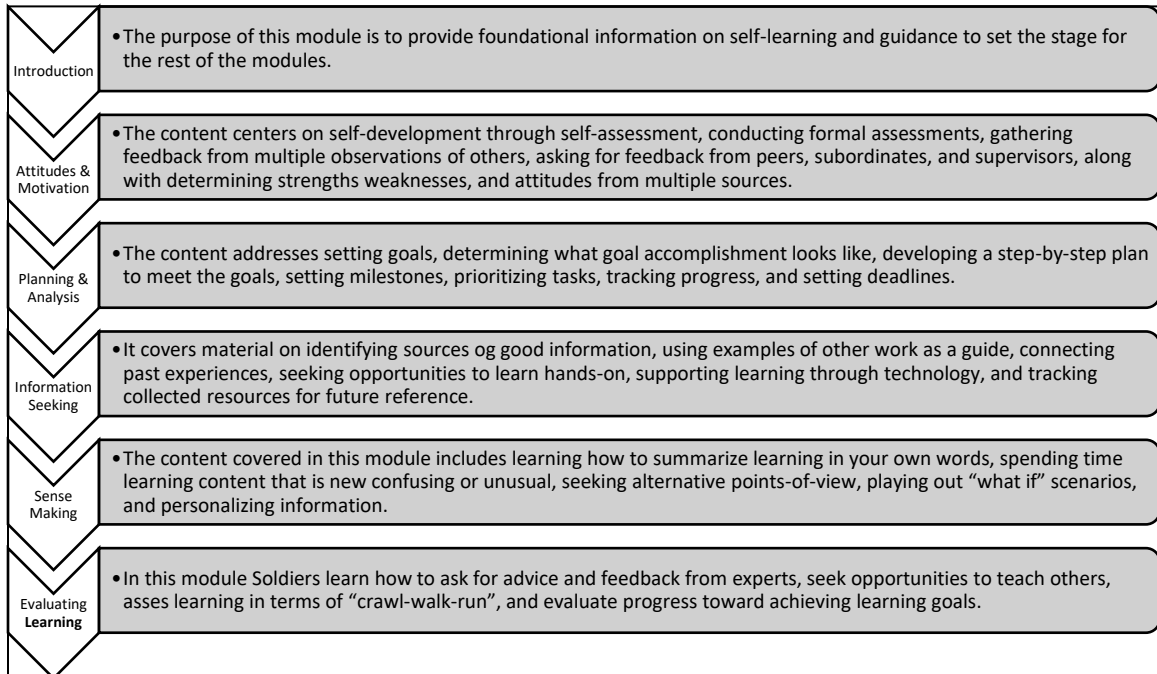 Introduction
•The purpose of this module is to provide foundational information on self-learning and guidance to set the stage for
the rest of the modules.
Attitudes &
Motivation
•The content centers on self-development through self-assessment, conducting formal assessments, gathering
feedback from multiple observations of others, asking for feedback from peers, subordinates, and supervisors, along
with determining strengths weaknesses, and attitudes from multiple sources.
Planning &
Analysis
•The content addresses setting goals, determining what goal accomplishment looks like, developing a step-by-step plan
to meet the goals, setting milestones, prioritizing tasks, tracking progress, and setting deadlines.
Information
Seeking
•It covers material on identifying sources og good information, using examples of other work as a guide, connecting
past experiences, seeking opportunities to learn hands-on, supporting learning through technology, and tracking
collected resources for future reference.
Sense
Making
•The content covered in this module includes learning how to summarize learning in your own words, spending time
learning content that is new confusing or unusual, seeking alternative points-of-view, playing out “what if” scenarios,
and personalizing information.
Evaluating
Learning
•In this module Soldiers learn how to ask for advice and feedback from experts, seek opportunities to teach others,
asses learning in terms of “crawl-walk-run”, and evaluate progress toward achieving learning goals.